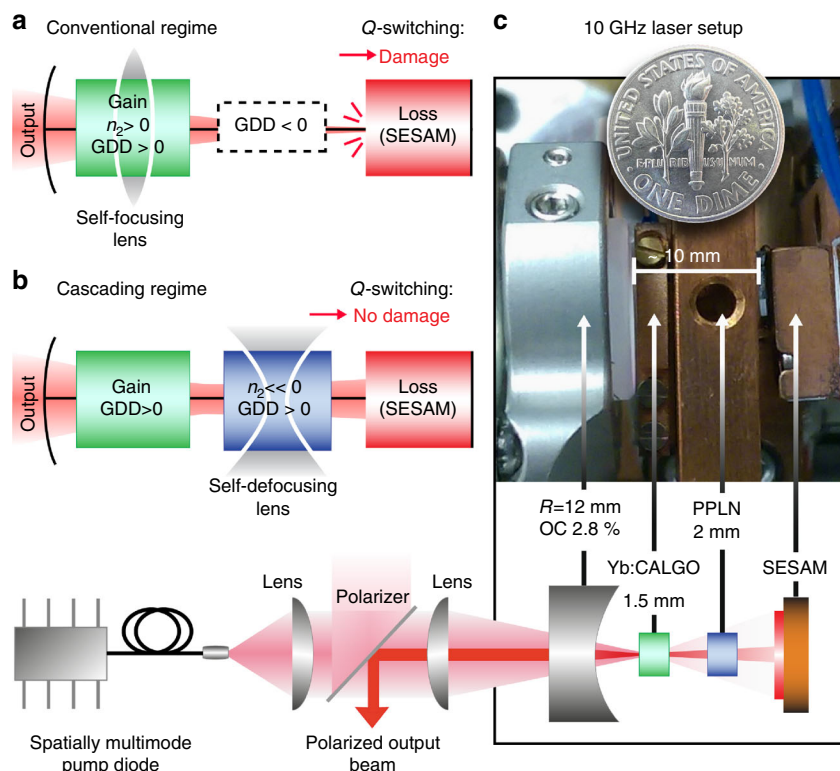 a
Conventional regime
Q-switching:
Damage
Output
Gain
n2> 0
GDD > 0
GDD < 0
Loss
(SESAM)
Self-focusing
lens
b
Cascading regime
Q-switching:
No damage
Output
Gain
GDD>0
n2<< 0
GDD > 0
Loss
(SESAM)
Self-defocusing
lens
c
10 GHz laser setup
UNITED STATES OF AMERICA
E·PLURIBUS UNUM
ONE DIME
~10 mm
R=12 mm
OC 2.8 %
PPLN
2 mm
Yb:CALGO
1.5 mm
SESAM
Lens
Polarizer
Lens
Spatially multimode
pump diode
Polarized output
beam